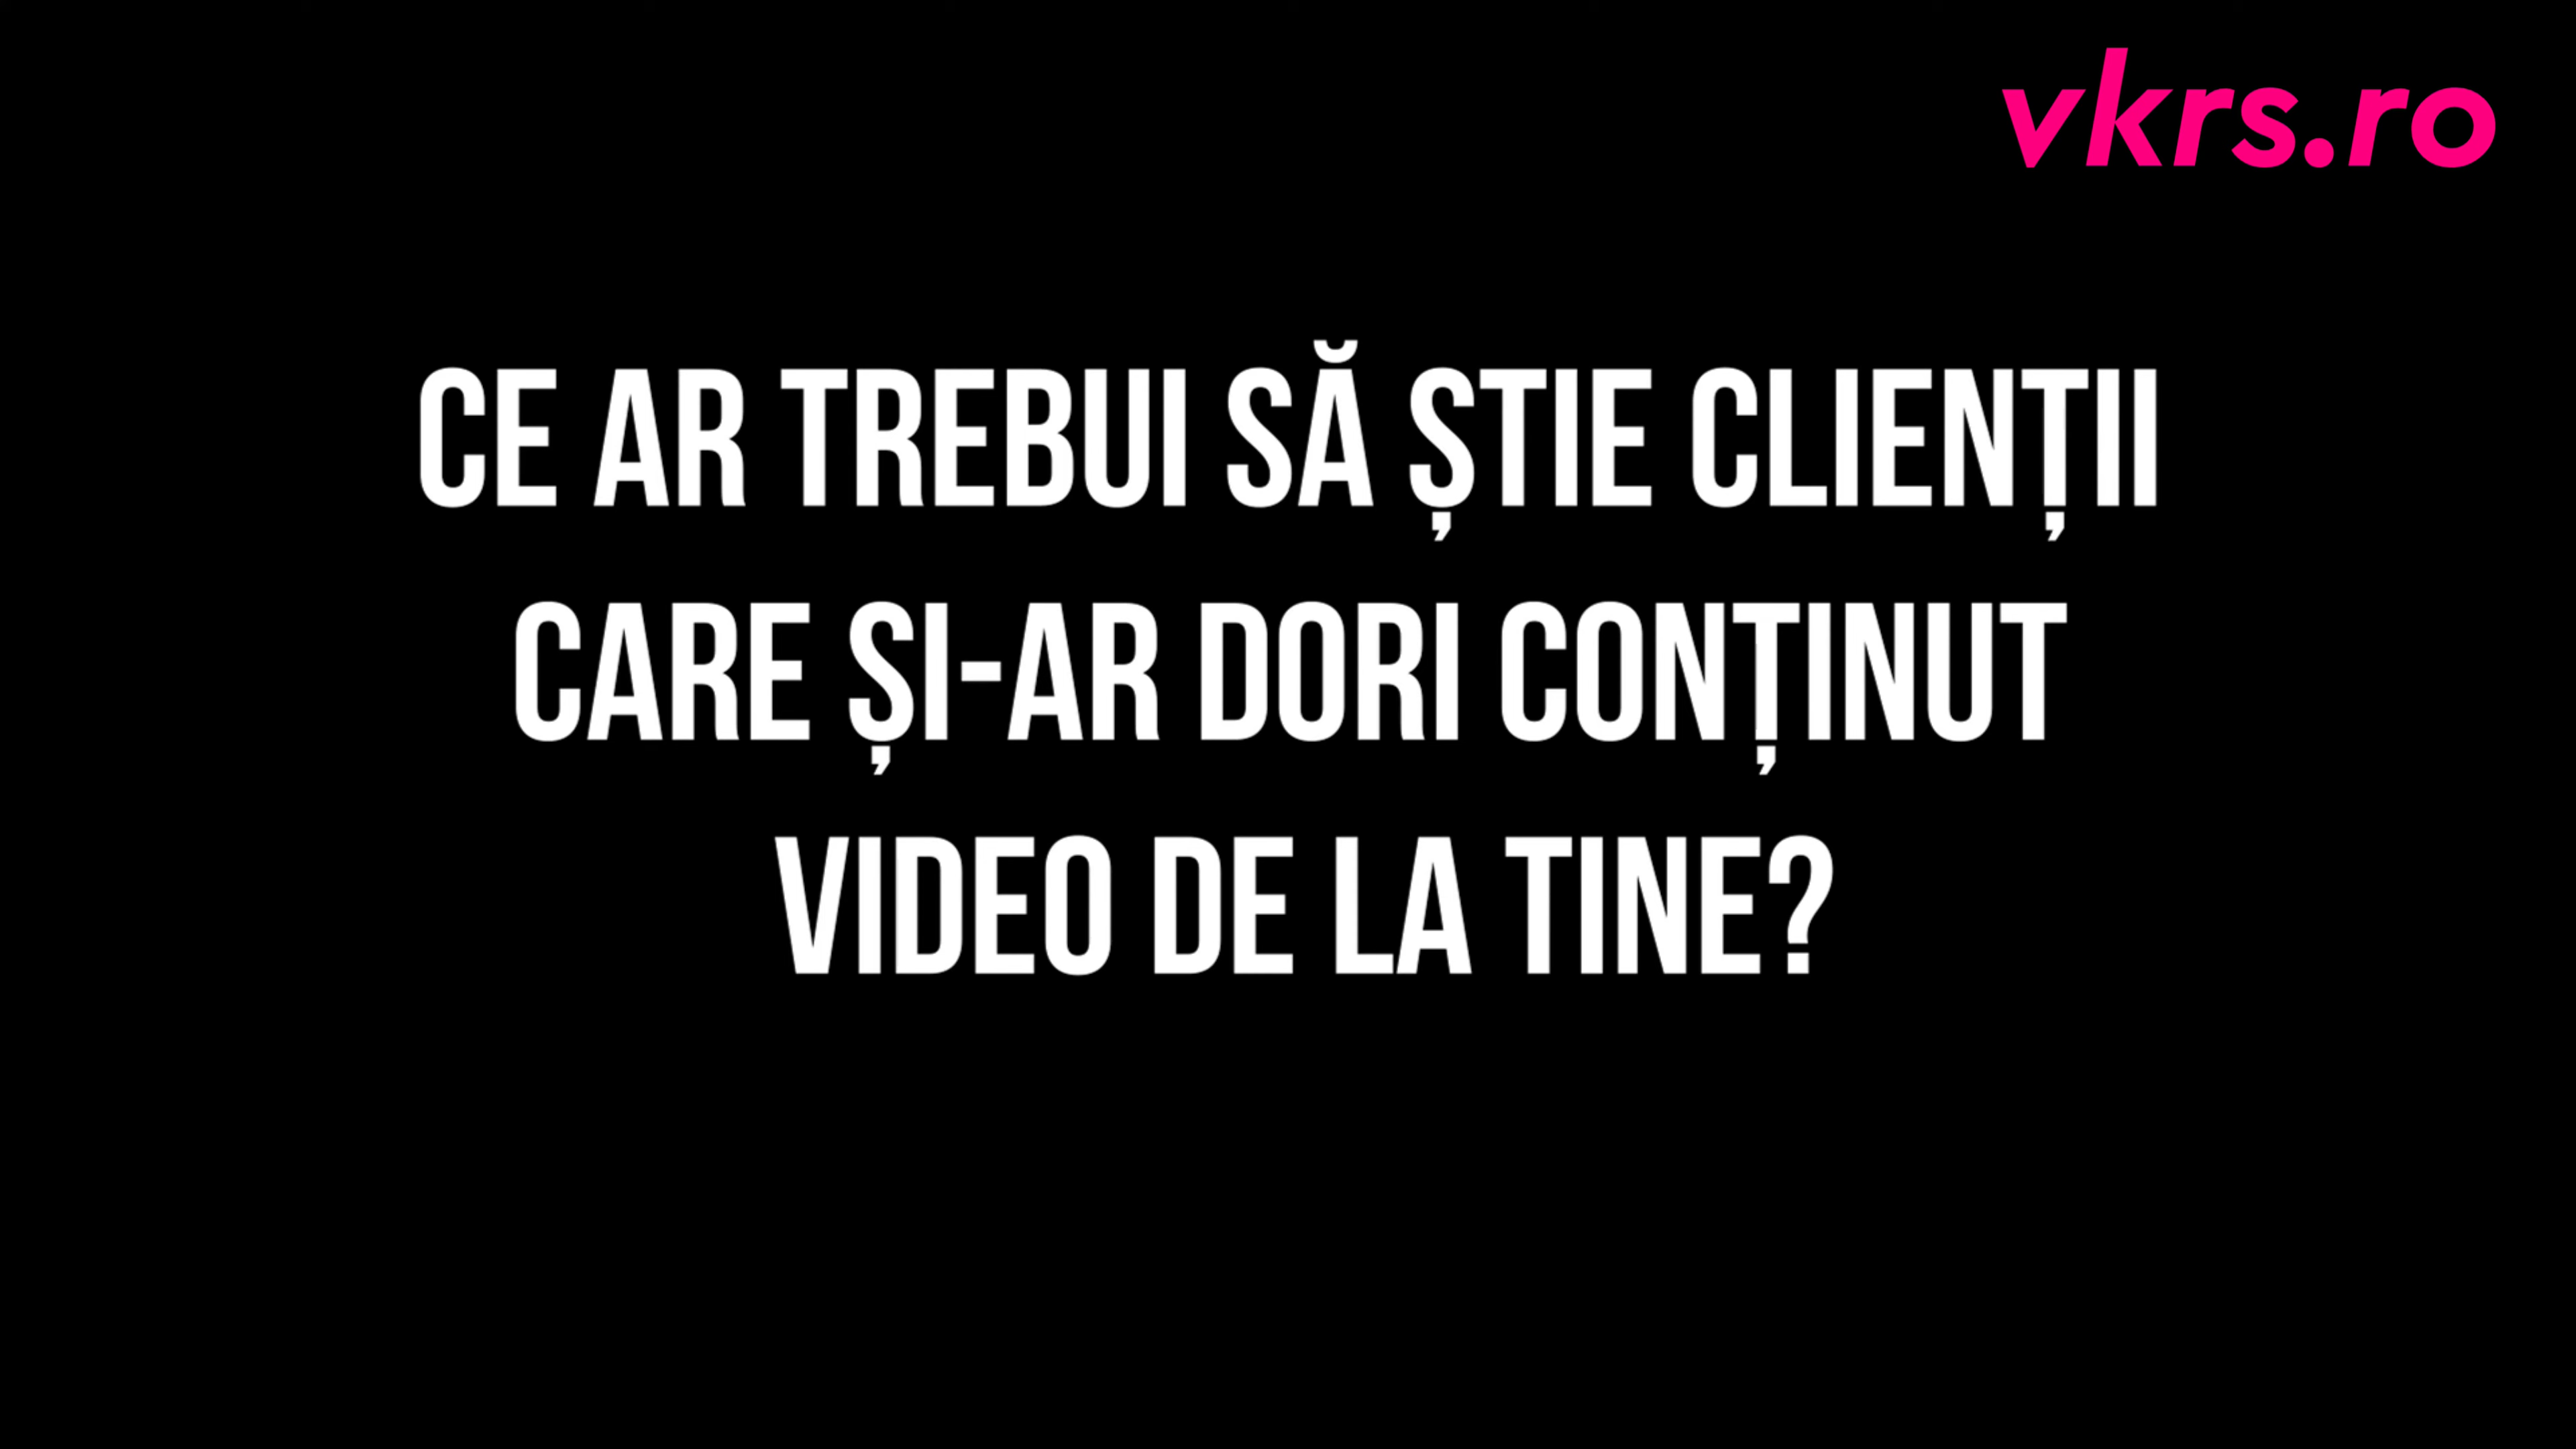 vkrs.ro
CE AR TREBUI SĂ ȘTIE CLIENȚII
CARE ȘI-AR DORI CONȚINUT
VIDEO DE LA TINE?